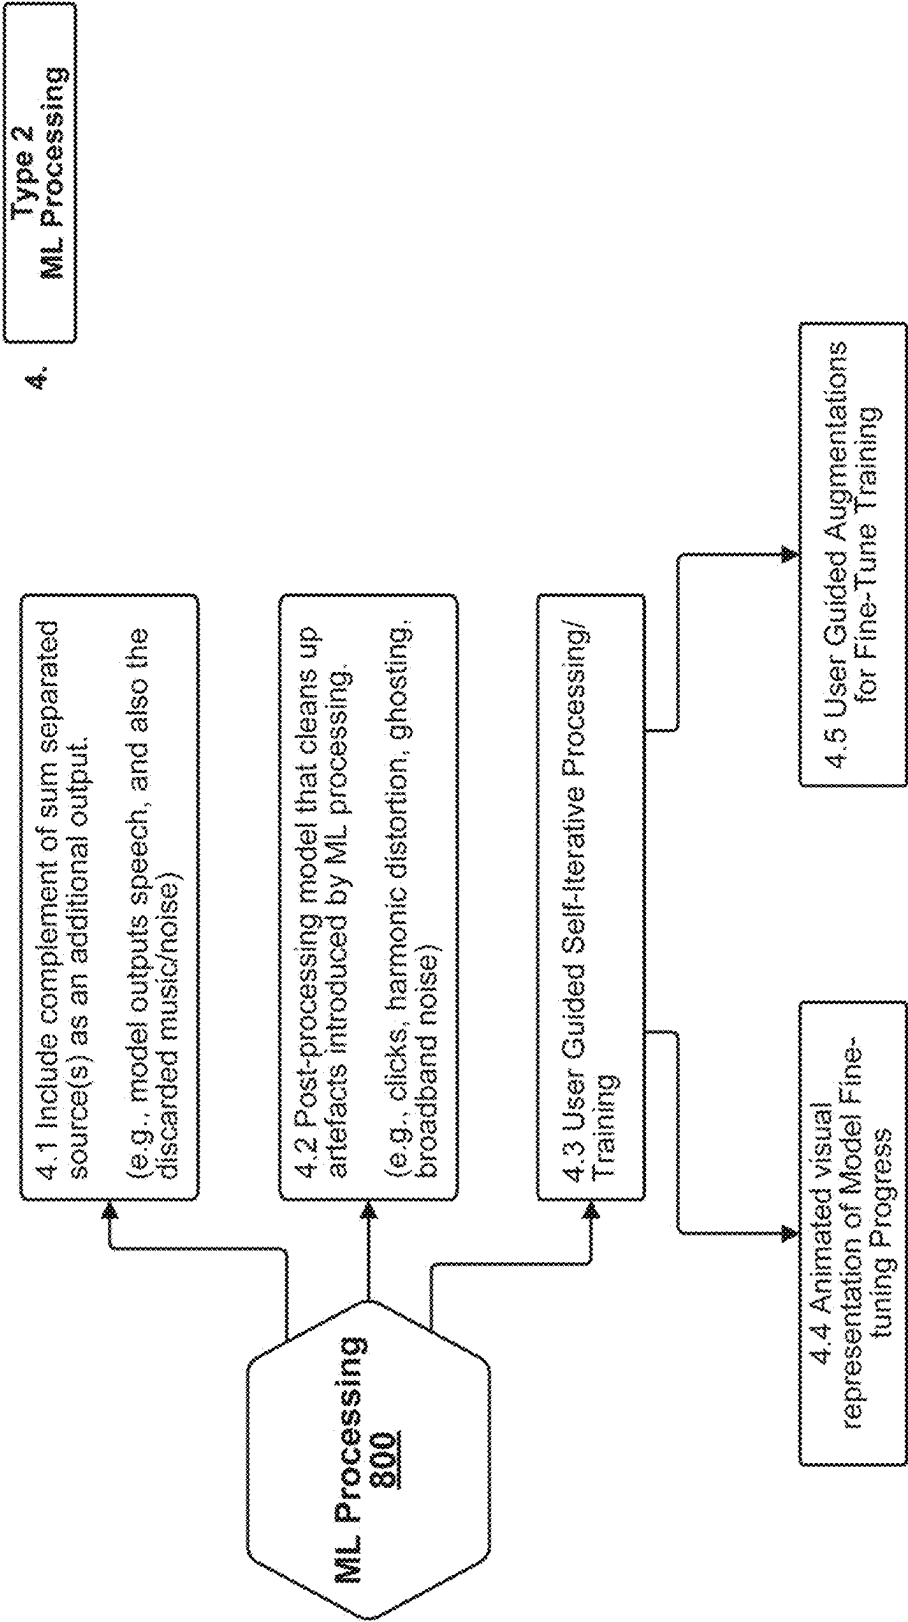 4.
Type 2
ML Processing
ML Processing
800
4.1 Include complement of sum separated
source(s) as an additional output.
(e.g., model outputs speech, and also the
discarded music/noise)
4.2 Post-processing model that cleans up
artefacts introduced by ML processing.
(e.g., clicks, harmonic distortion, ghosting,
broadband noise)
4.3 User Guided Self-Iterative Processing/
Training
4.4 Animated visual
representation of Model Fine-
tuning Progress
4.5 User Guided Augmentations
for Fine-Tune Training